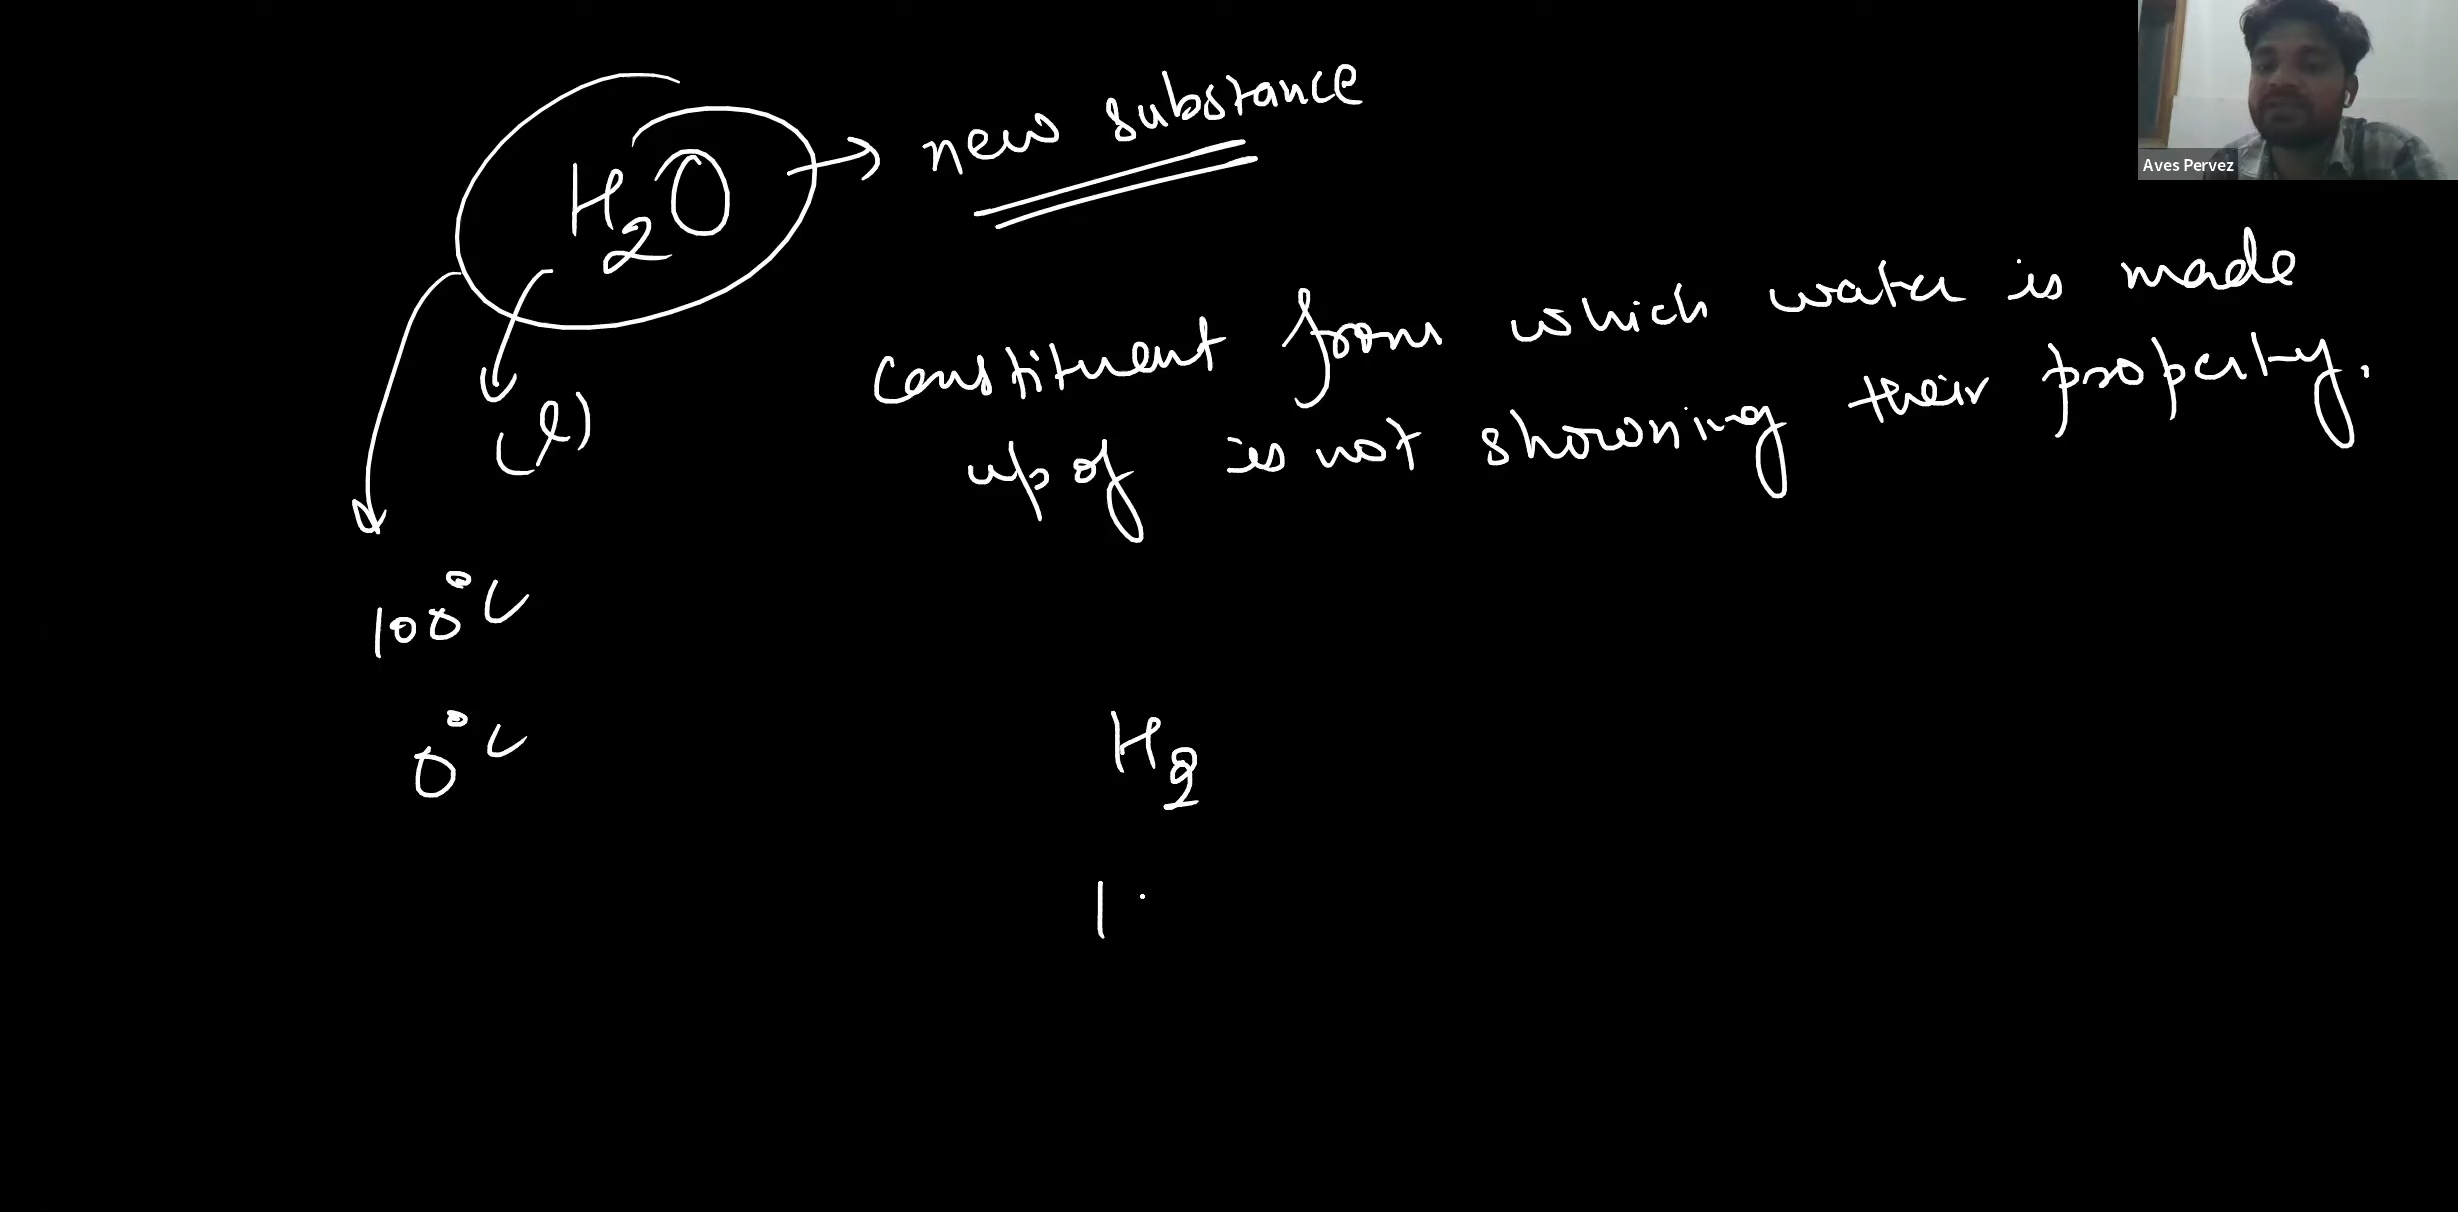 H₂O → new substance
Aves Pervez
(l)
constituent from which water is made
up of is not showning their property.
100°C
0°C
H₂
1.